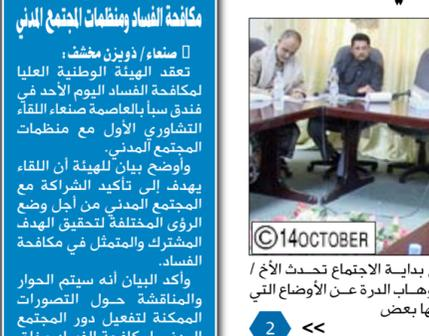 مكافحة الفساد ومنظمات المجتمع المدني
صنعاء/ ذويزن مخشف:
تعقد الهيئة الوطنية العليا
لمكافحة الفساد اليوم الأحد في
فندق سبأ بالعاصمة صنعاء اللقاء
التشاوري الأول مع منظمات
المجتمع المدني.
وأوضح بيان للهيئة أن اللقاء
يهدف إلى تأكيد الشراكة مع
المجتمع المدني من أجل وضع
الرؤى المختلفة لتحقيق الهدف
المشترك والمتمثل في مكافحة
الفساد.
وأكد البيان أنه سيتم الحوار
والمناقشة حول التصورات
الممكنة لتفعيل دور المجتمع
©14OCTOBER
بداية الاجتماع تحدث الأخ /
وهاب الدرة عن الأوضاع التي
بعض
2 >>